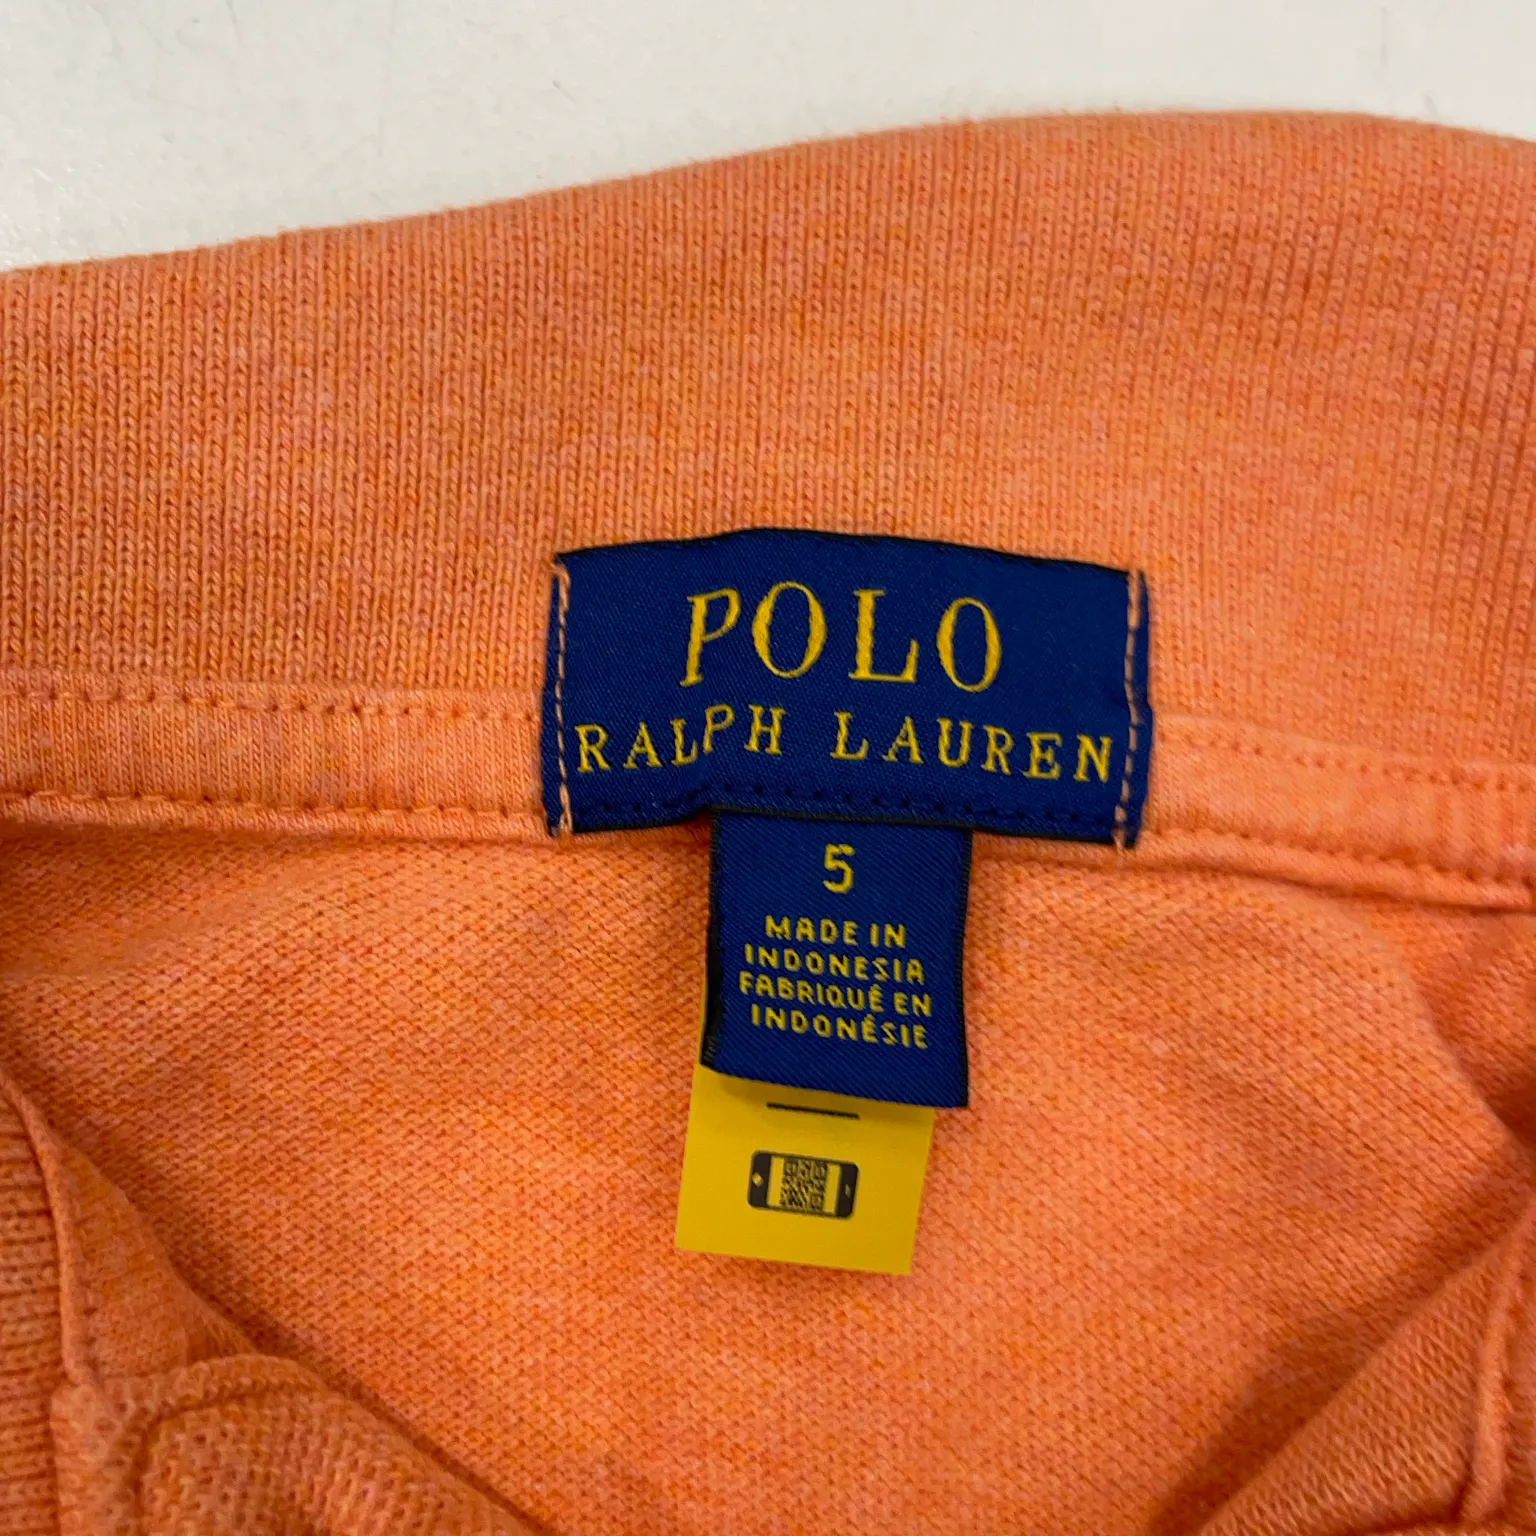 POLO
RALPH LAUREN
5
MADE IN
INDONESIA
FABRIQUÉ EN
INDONÉSIE